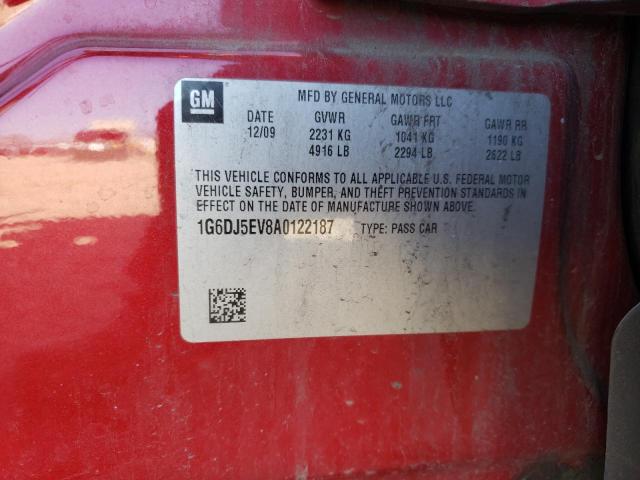 GM
MFD BY GENERAL MOTORS LLC
DATE GVWR GAWR FRT GAWR RR
12/09 2231 KG 1041 KG 1190 KG
4916 LB 2294 LB 2622 LB
THIS VEHICLE CONFORMS TO ALL APPLICABLE U.S. FEDERAL MOTOR
VEHICLE SAFETY, BUMPER, AND THEFT PREVENTION STANDARDS IN
EFFECT ON THE DATE OF MANUFACTURE SHOWN ABOVE.
1G6DJ5EV8A0122187 TYPE: PASS CAR